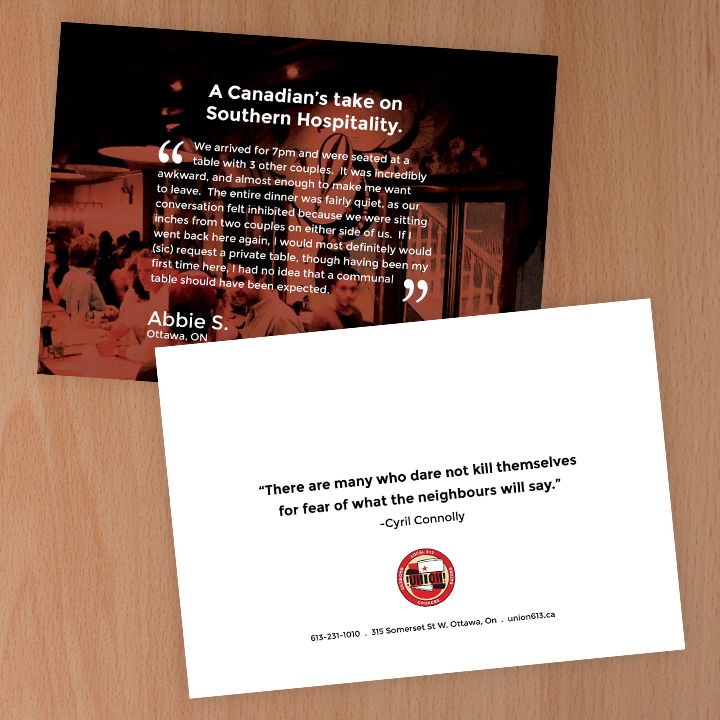 A Canadian's take on
Southern Hospitality.
“ We arrived for 7pm and were seated at a
table with 3 other couples. It was incredibly
awkward, and almost enough to make me want
to leave. The entire dinner was fairly quiet, as our
conversation felt inhibited because we were sitting
inches from two couples on either side of us. If I
went back here again, I would most definitely would
(sic) request a private table, though having been my
first time here, I had no idea that a communal
table should have been expected. ”
Abbie S.
Ottawa, ON
“There are many who dare not kill themselves
for fear of what the neighbours will say.”
-Cyril Connolly
LOCAL 613
UNION!
COOPERS
613-231-1010 . 315 Somerset St W. Ottawa, On . union613.ca